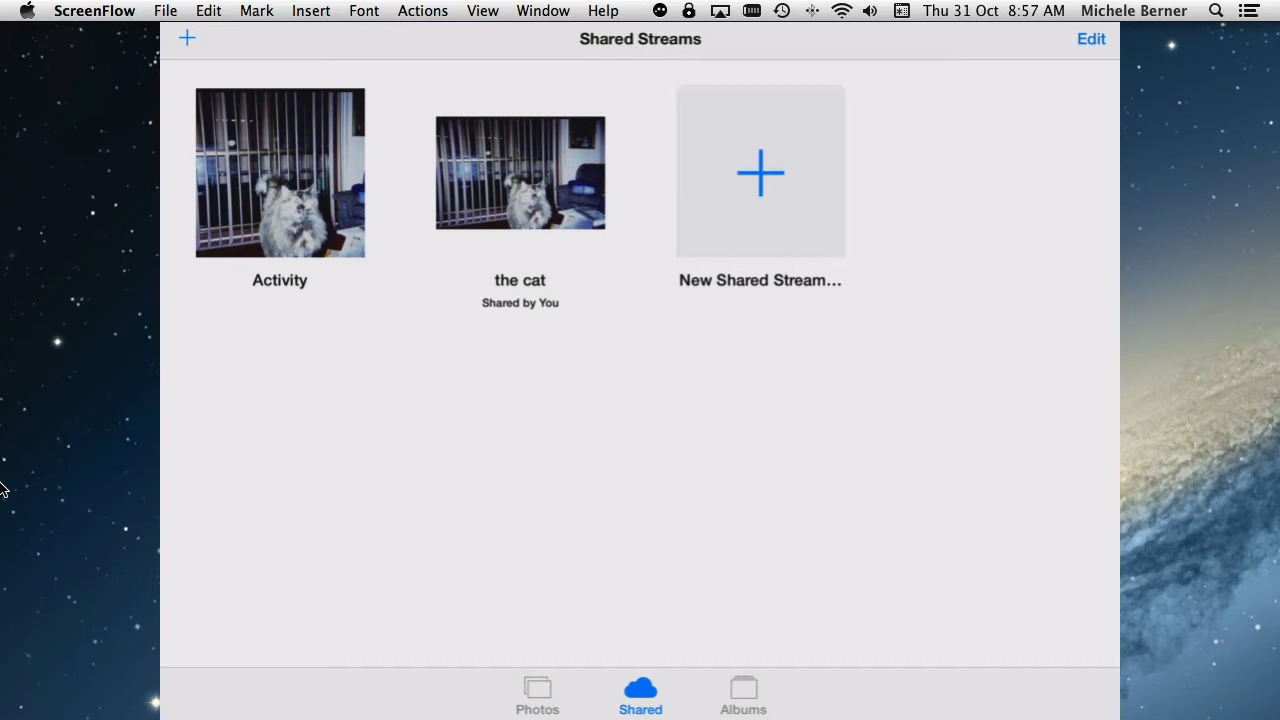 ScreenFlow File Edit Mark Insert Font Actions View Window Help Thu 31 Oct 8:57 AM Michele Berner
Shared Streams Edit
Activity the cat New Shared Stream...
Shared by You
Photos Shared Albums